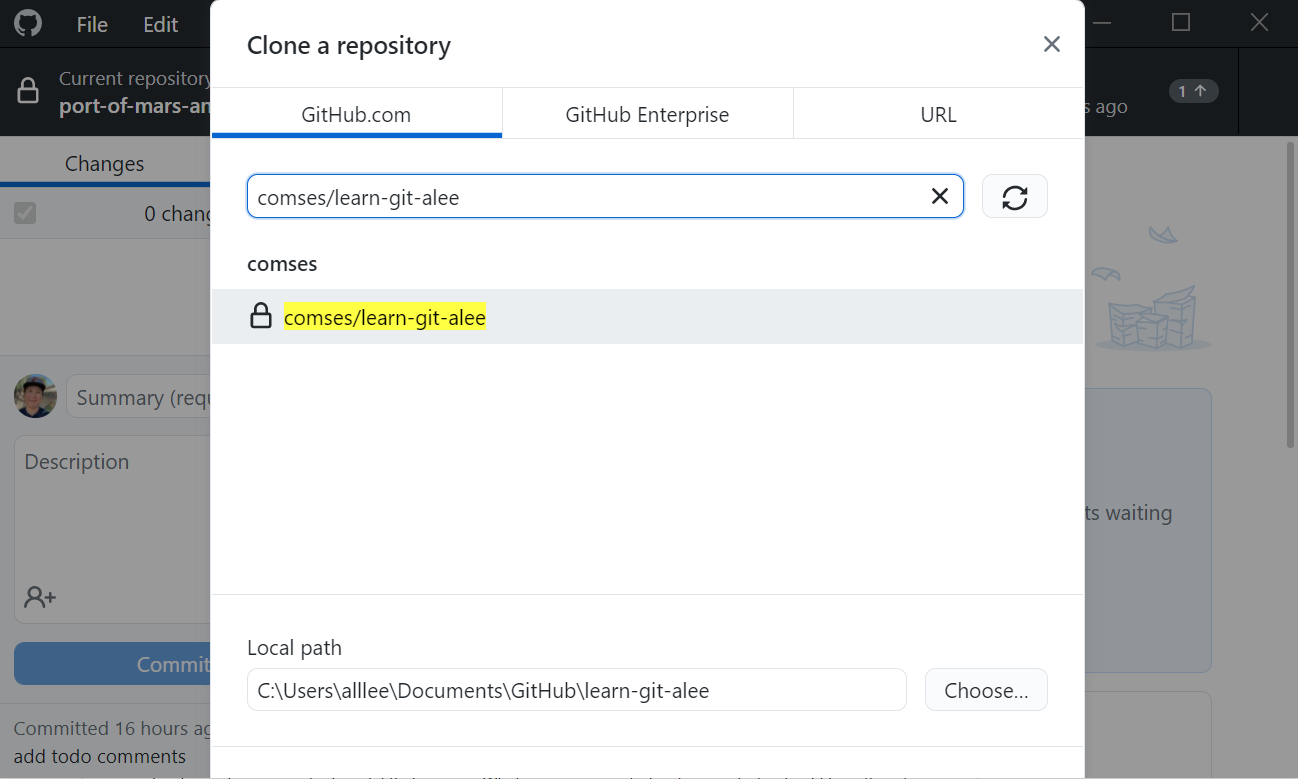 File Edit
Clone a repository
Current repository
port-of-mars-an
1
s ago
GitHub.com GitHub Enterprise URL
Changes
comses/learn-git-alee
0 chang
comses
comses/learn-git-alee
Summary (requ
Description
ts waiting
Local path
Commit
C:\Users\alllee\Documents\GitHub\learn-git-alee Choose...
Committed 16 hours ag
add todo comments